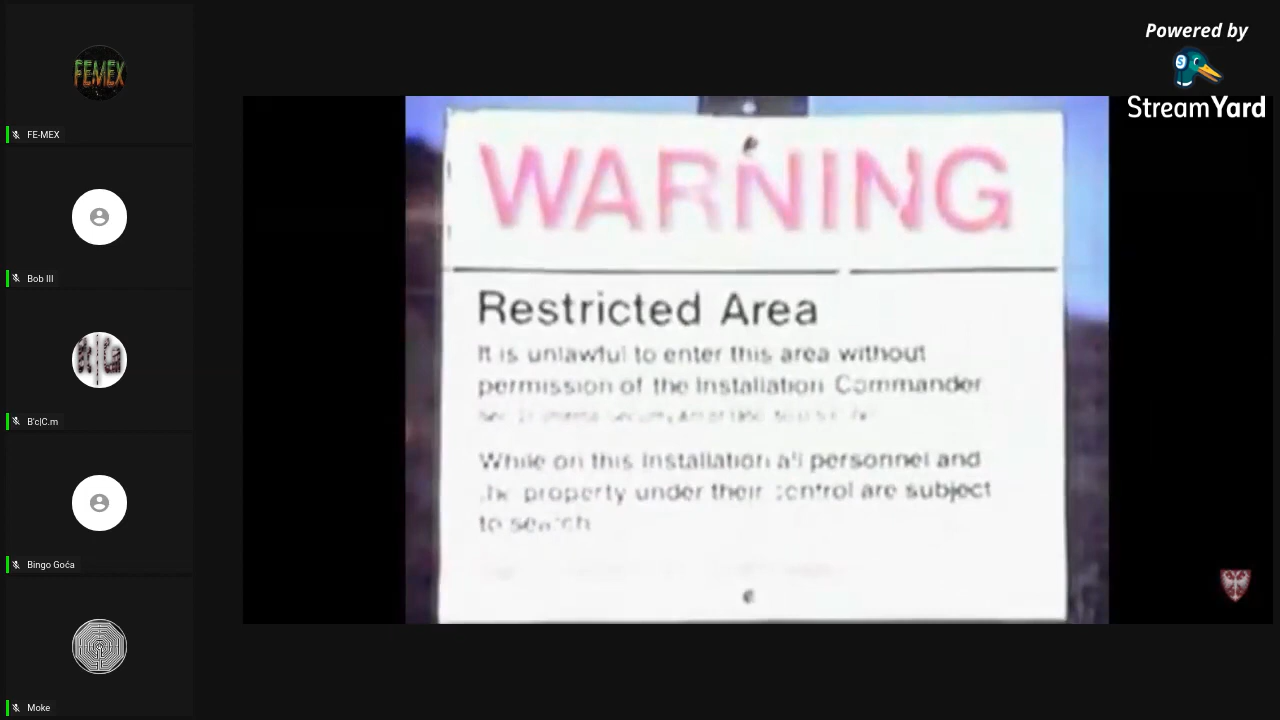 Powered by
StreamYard
FEMEX
FE-MEX
Bob III
B'c|C.m
Bingo Goća
Moke
WARNING
Restricted Area
It is unlawful to enter this area without
permission of the Installation Commander
While on this Installation all personnel and
the property under their control are subject
to search